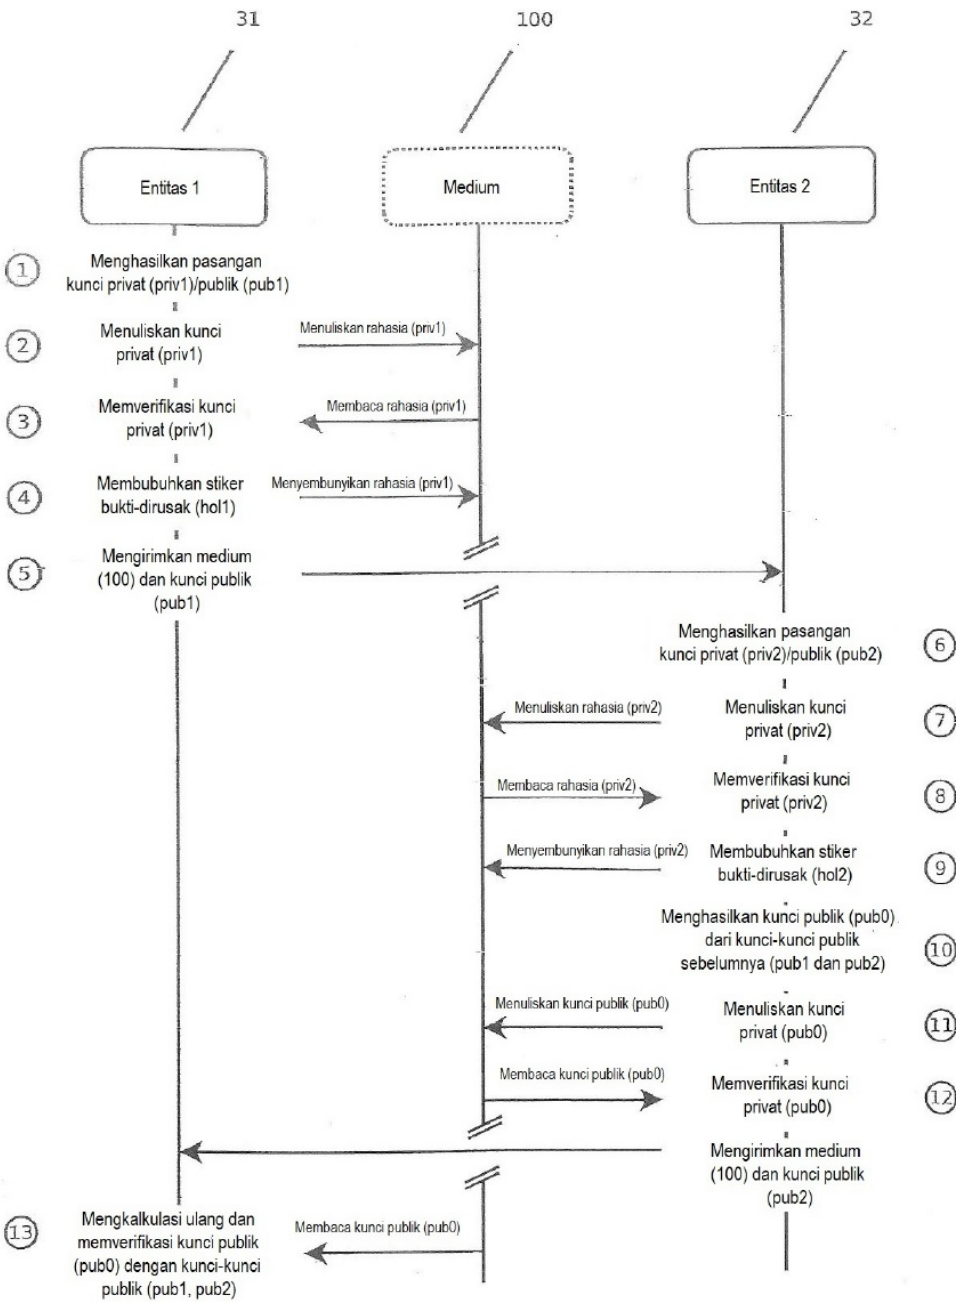 31
100
32
Entitas 1
Medium
Entitas 2
1
Menghasilkan pasangan
kunci privat (priv1)/publik (pub1)
2
Menuliskan kunci
privat (priv1)
Menuliskan rahasia (priv1)
3
Memverifikasi kunci
privat (priv1)
Membaca rahasia (priv1)
4
Membubuhkan stiker
bukti-dirusak (hol1)
Menyembunyikan rahasia (priv1)
5
Mengirimkan medium
(100) dan kunci publik
(pub1)
Menghasilkan pasangan
kunci privat (priv2)/publik (pub2)
6
Menuliskan rahasia (priv2)
Menuliskan kunci
privat (priv2)
7
Membaca rahasia (priv2)
Memverifikasi kunci
privat (priv2)
8
Menyembunyikan rahasia (priv2)
Membubuhkan stiker
bukti-dirusak (hol2)
9
Menghasilkan kunci publik (pub0)
dari kunci-kunci publik
sebelumnya (pub1 dan pub2)
10
Menuliskan kunci publik (pub0)
Menuliskan kunci
privat (pub0)
11
Membaca kunci publik (pub0)
Memverifikasi kunci
privat (pub0)
12
Mengirimkan medium
(100) dan kunci publik
(pub2)
13
Mengkalkulasi ulang dan
memverifikasi kunci publik
(pub0) dengan kunci-kunci
publik (pub1, pub2)
Membaca kunci publik (pub0)